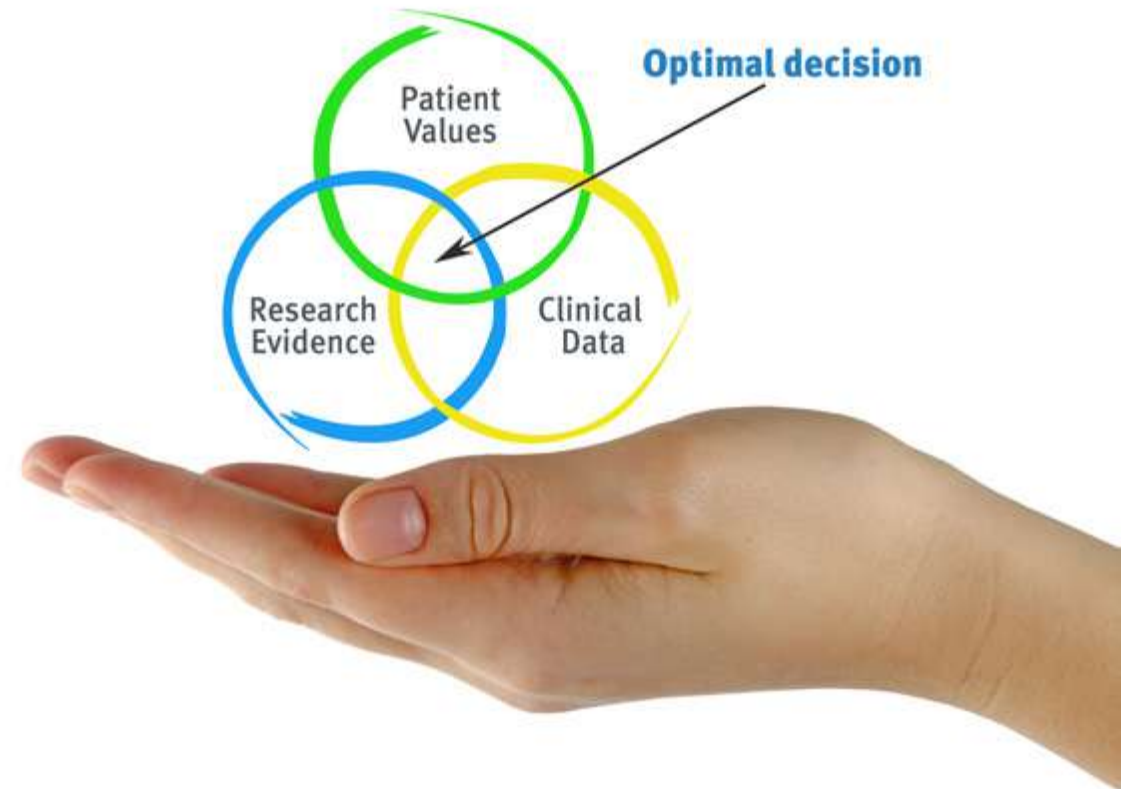 Optimal decision
Patient
Values
Research
Evidence
Clinical
Data